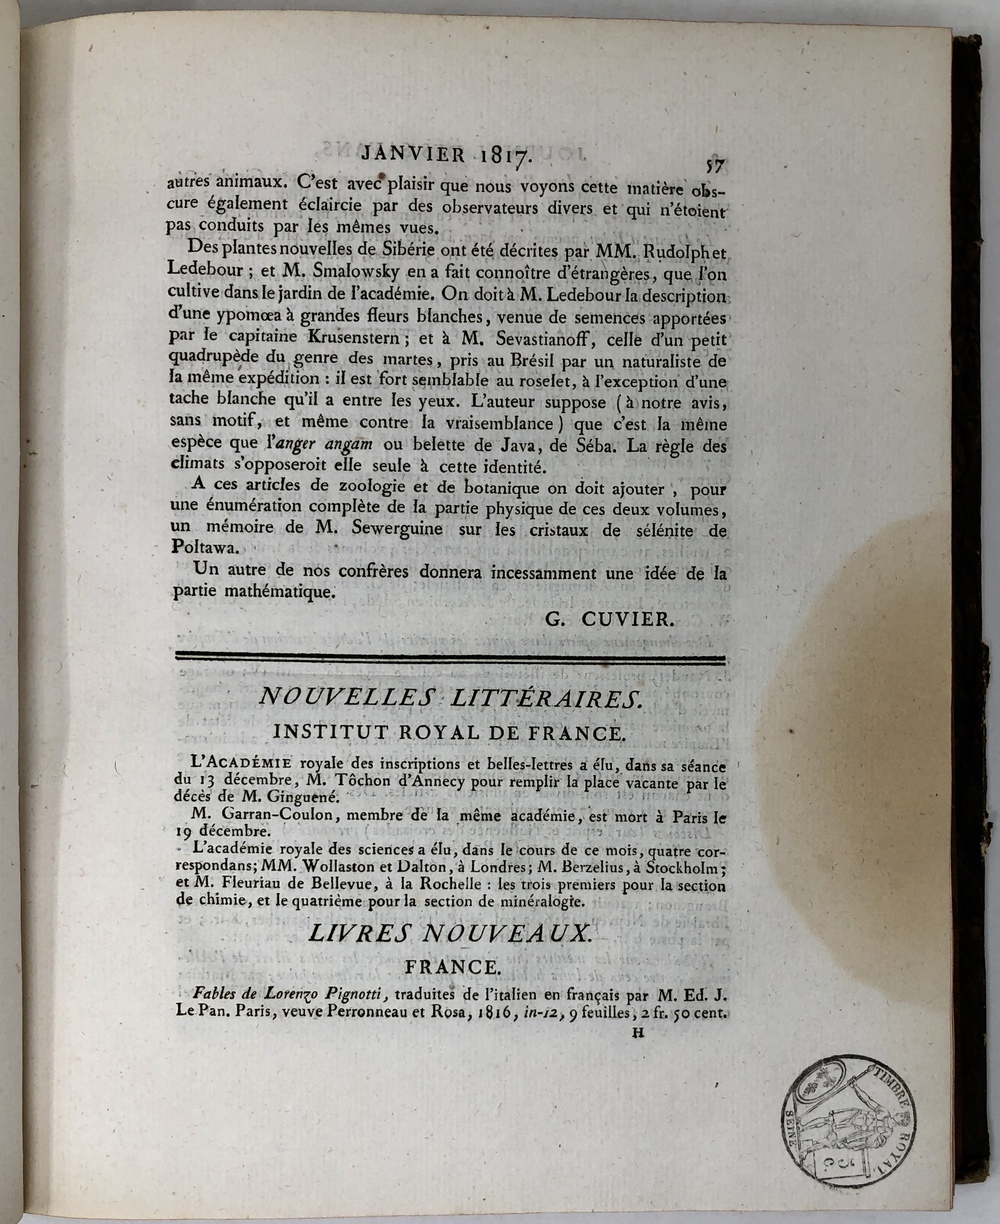 JANVIER 1817.
57
autres animaux. C'est avec plaisir que nous voyons cette matière obs-
cure également éclaircie par des observateurs divers et qui n'étoient
pas conduits par les mêmes vues.
Des plantes nouvelles de Sibérie ont été décrites par MM. Rudolph et
Ledebour ; et M. Smalowsky en a fait connoître d'étrangères, que l'on
cultive dans le jardin de l'académie. On doit à M. Ledebour la description
d'une ypomœa à grandes fleurs blanches, venue de semences apportées
par le capitaine Krusenstern ; et à M. Sevastianoff, celle d'un petit
quadrupède du genre des martes, pris au Brésil par un naturaliste de
la même expédition : il est fort semblable au roselet, à l'exception d'une
tache blanche qu'il a entre les yeux. L'auteur suppose ( à notre avis,
sans motif, et même contre la vraisemblance ) que c'est la même
espèce que l'anger angam ou belette de Java, de Séba. La règle des
climats s'opposeroit elle seule à cette identité.
A ces articles de zoologie et de botanique on doit ajouter , pour
une énumération complète de la partie physique de ces deux volumes,
un mémoire de M. Sewerguine sur les cristaux de sélénite de
Poltawa.
Un autre de nos confrères donnera incessamment une idée de la
partie mathématique.
G. CUVIER.
NOUVELLES LITTÉRAIRES.
INSTITUT ROYAL DE FRANCE.
L'ACADÉMIE royale des inscriptions et belles-lettres a élu, dans sa séance
du 13 décembre, M. Tôchon d'Annecy pour remplir la place vacante par le
décès de M. Ginguené.
M. Garran-Coulon, membre de la même académie, est mort à Paris le
19 décembre.
L'académie royale des sciences a élu, dans le cours de ce mois, quatre cor-
respondans; MM. Wollaston et Dalton, à Londres; M. Berzelius, à Stockholm;
et M. Fleuriau de Bellevue, à la Rochelle : les trois premiers pour la section
de chimie, et le quatrième pour la section de minéralogie.
LIVRES NOUVEAUX.
FRANCE.
Fables de Lorenzo Pignotti, traduites de l'italien en français par M. Ed. J.
Le Pan. Paris, veuve Perronneau et Rosa, 1816, in-12, 9 feuilles, 2 fr. 50 cent.
H
TIMBRE ROYAL
SEINE